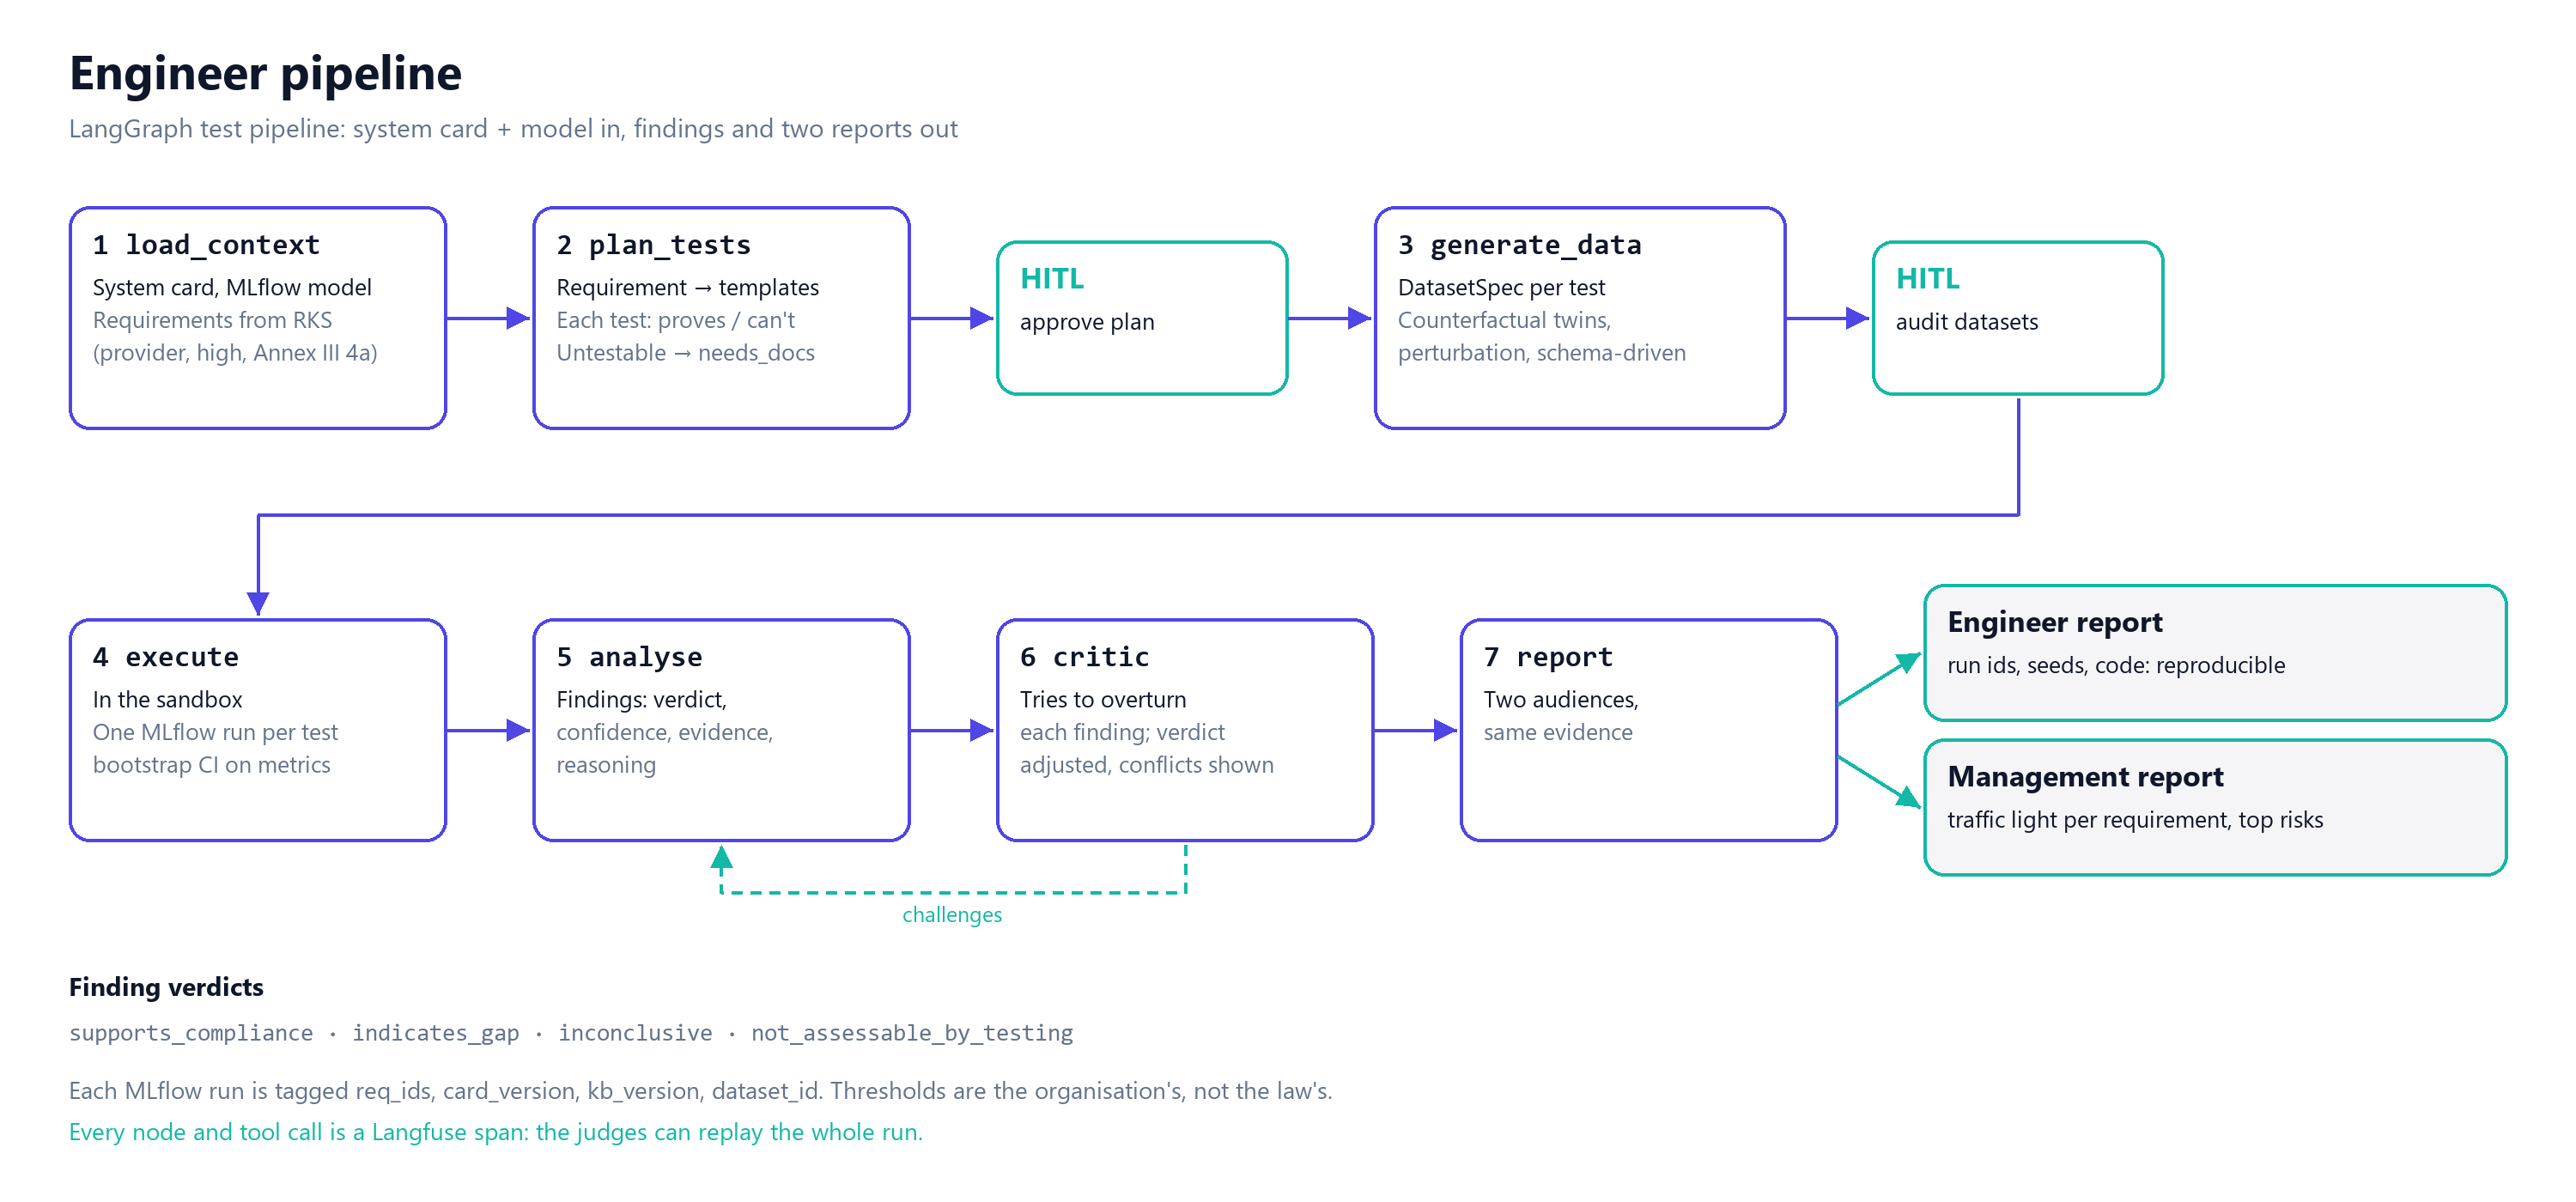 Engineer pipeline
LangGraph test pipeline: system card + model in, findings and two reports out
1 load_context
System card, MLflow model
Requirements from RKS
(provider, high, Annex III 4a)
2 plan_tests
Requirement → templates
Each test: proves / can't
Untestable → needs_docs
HITL
approve plan
3 generate_data
DatasetSpec per test
Counterfactual twins,
perturbation, schema-driven
HITL
audit datasets
4 execute
In the sandbox
One MLflow run per test
bootstrap CI on metrics
5 analyse
Findings: verdict,
confidence, evidence,
reasoning
6 critic
Tries to overturn
each finding; verdict
adjusted, conflicts shown
7 report
Two audiences,
same evidence
Engineer report
run ids, seeds, code: reproducible
Management report
traffic light per requirement, top risks
challenges
Finding verdicts
supports_compliance · indicates_gap · inconclusive · not_assessable_by_testing
Each MLflow run is tagged req_ids, card_version, kb_version, dataset_id. Thresholds are the organisation's, not the law's.
Every node and tool call is a Langfuse span: the judges can replay the whole run.